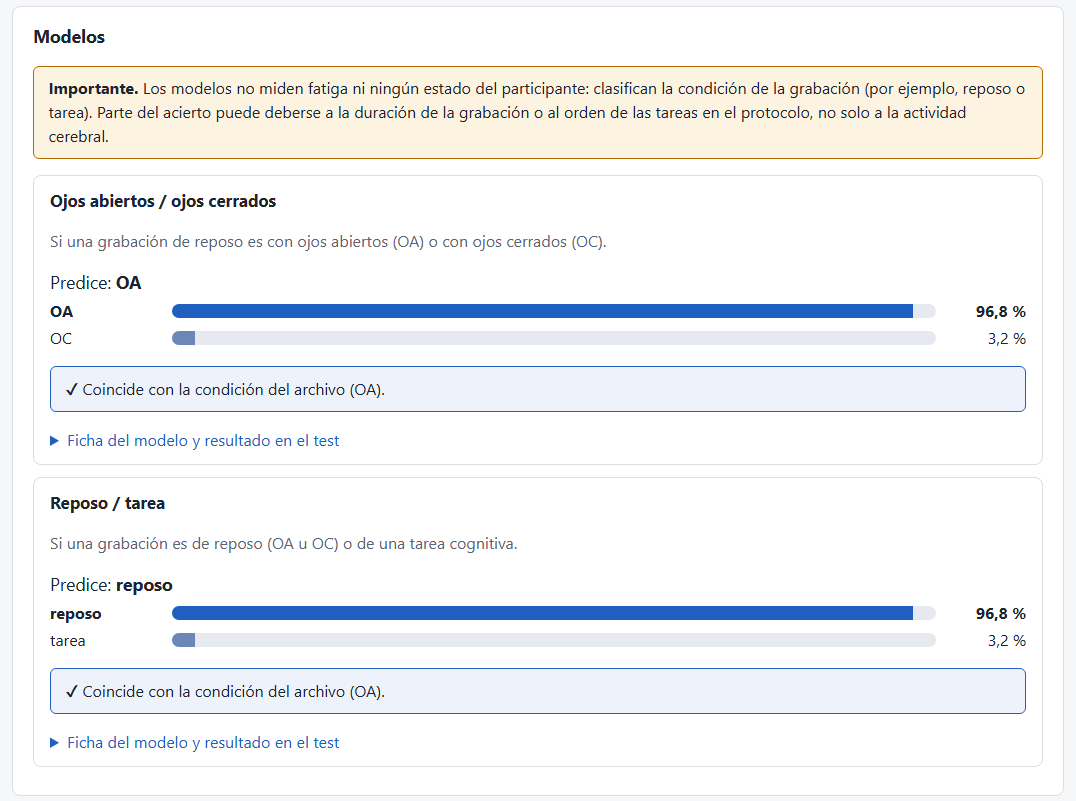 Modelos
Importante. Los modelos no miden fatiga ni ningún estado del participante: clasifican la condición de la grabación (por ejemplo, reposo o
tarea). Parte del acierto puede deberse a la duración de la grabación o al orden de las tareas en el protocolo, no solo a la actividad
cerebral.
Ojos abiertos / ojos cerrados
Si una grabación de reposo es con ojos abiertos (OA) o con ojos cerrados (OC).
Predice: OA
OA 96,8 %
OC 3,2 %
✓ Coincide con la condición del archivo (OA).
▶ Ficha del modelo y resultado en el test
Reposo / tarea
Si una grabación es de reposo (OA u OC) o de una tarea cognitiva.
Predice: reposo
reposo 96,8 %
tarea 3,2 %
✓ Coincide con la condición del archivo (OA).
▶ Ficha del modelo y resultado en el test